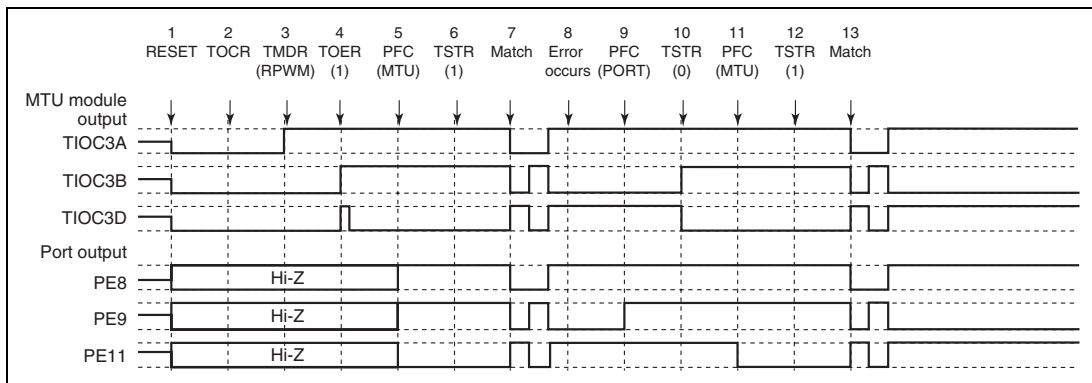 1 2 3 4 5 6 7 8 9 10 11 12 13
RESET TOCR TMDR TOER PFC TSTR Match Error PFC TSTR PFC TSTR Match
(RPWM) (1) (MTU) (1) occurs (PORT) (0) (MTU) (1)
MTU module
output
TIOC3A
TIOC3B
TIOC3D
Port output
PE8 Hi-Z
PE9 Hi-Z
PE11 Hi-Z